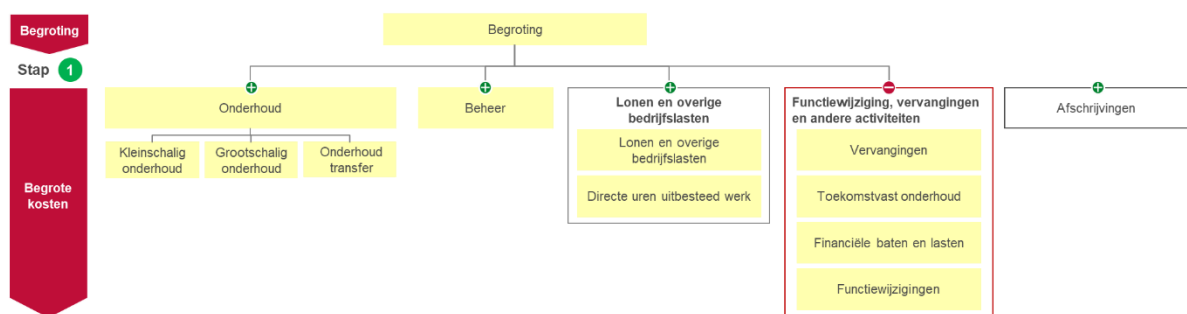 Begroting
Begroting
Stap 1
Onderhoud
Beheer
Lonen en overige
bedrijfslasten
Functiewijziging, vervangingen
en andere activiteiten
Afschrijvingen
Kleinschalig
onderhoud
Grootschalig
onderhoud
Onderhoud
transfer
Lonen en overige
bedrijfslasten
Directe uren uitbesteed werk
Vervangingen
Toekomstvast onderhoud
Financiële baten en lasten
Functiewijzigingen
Begrote
kosten